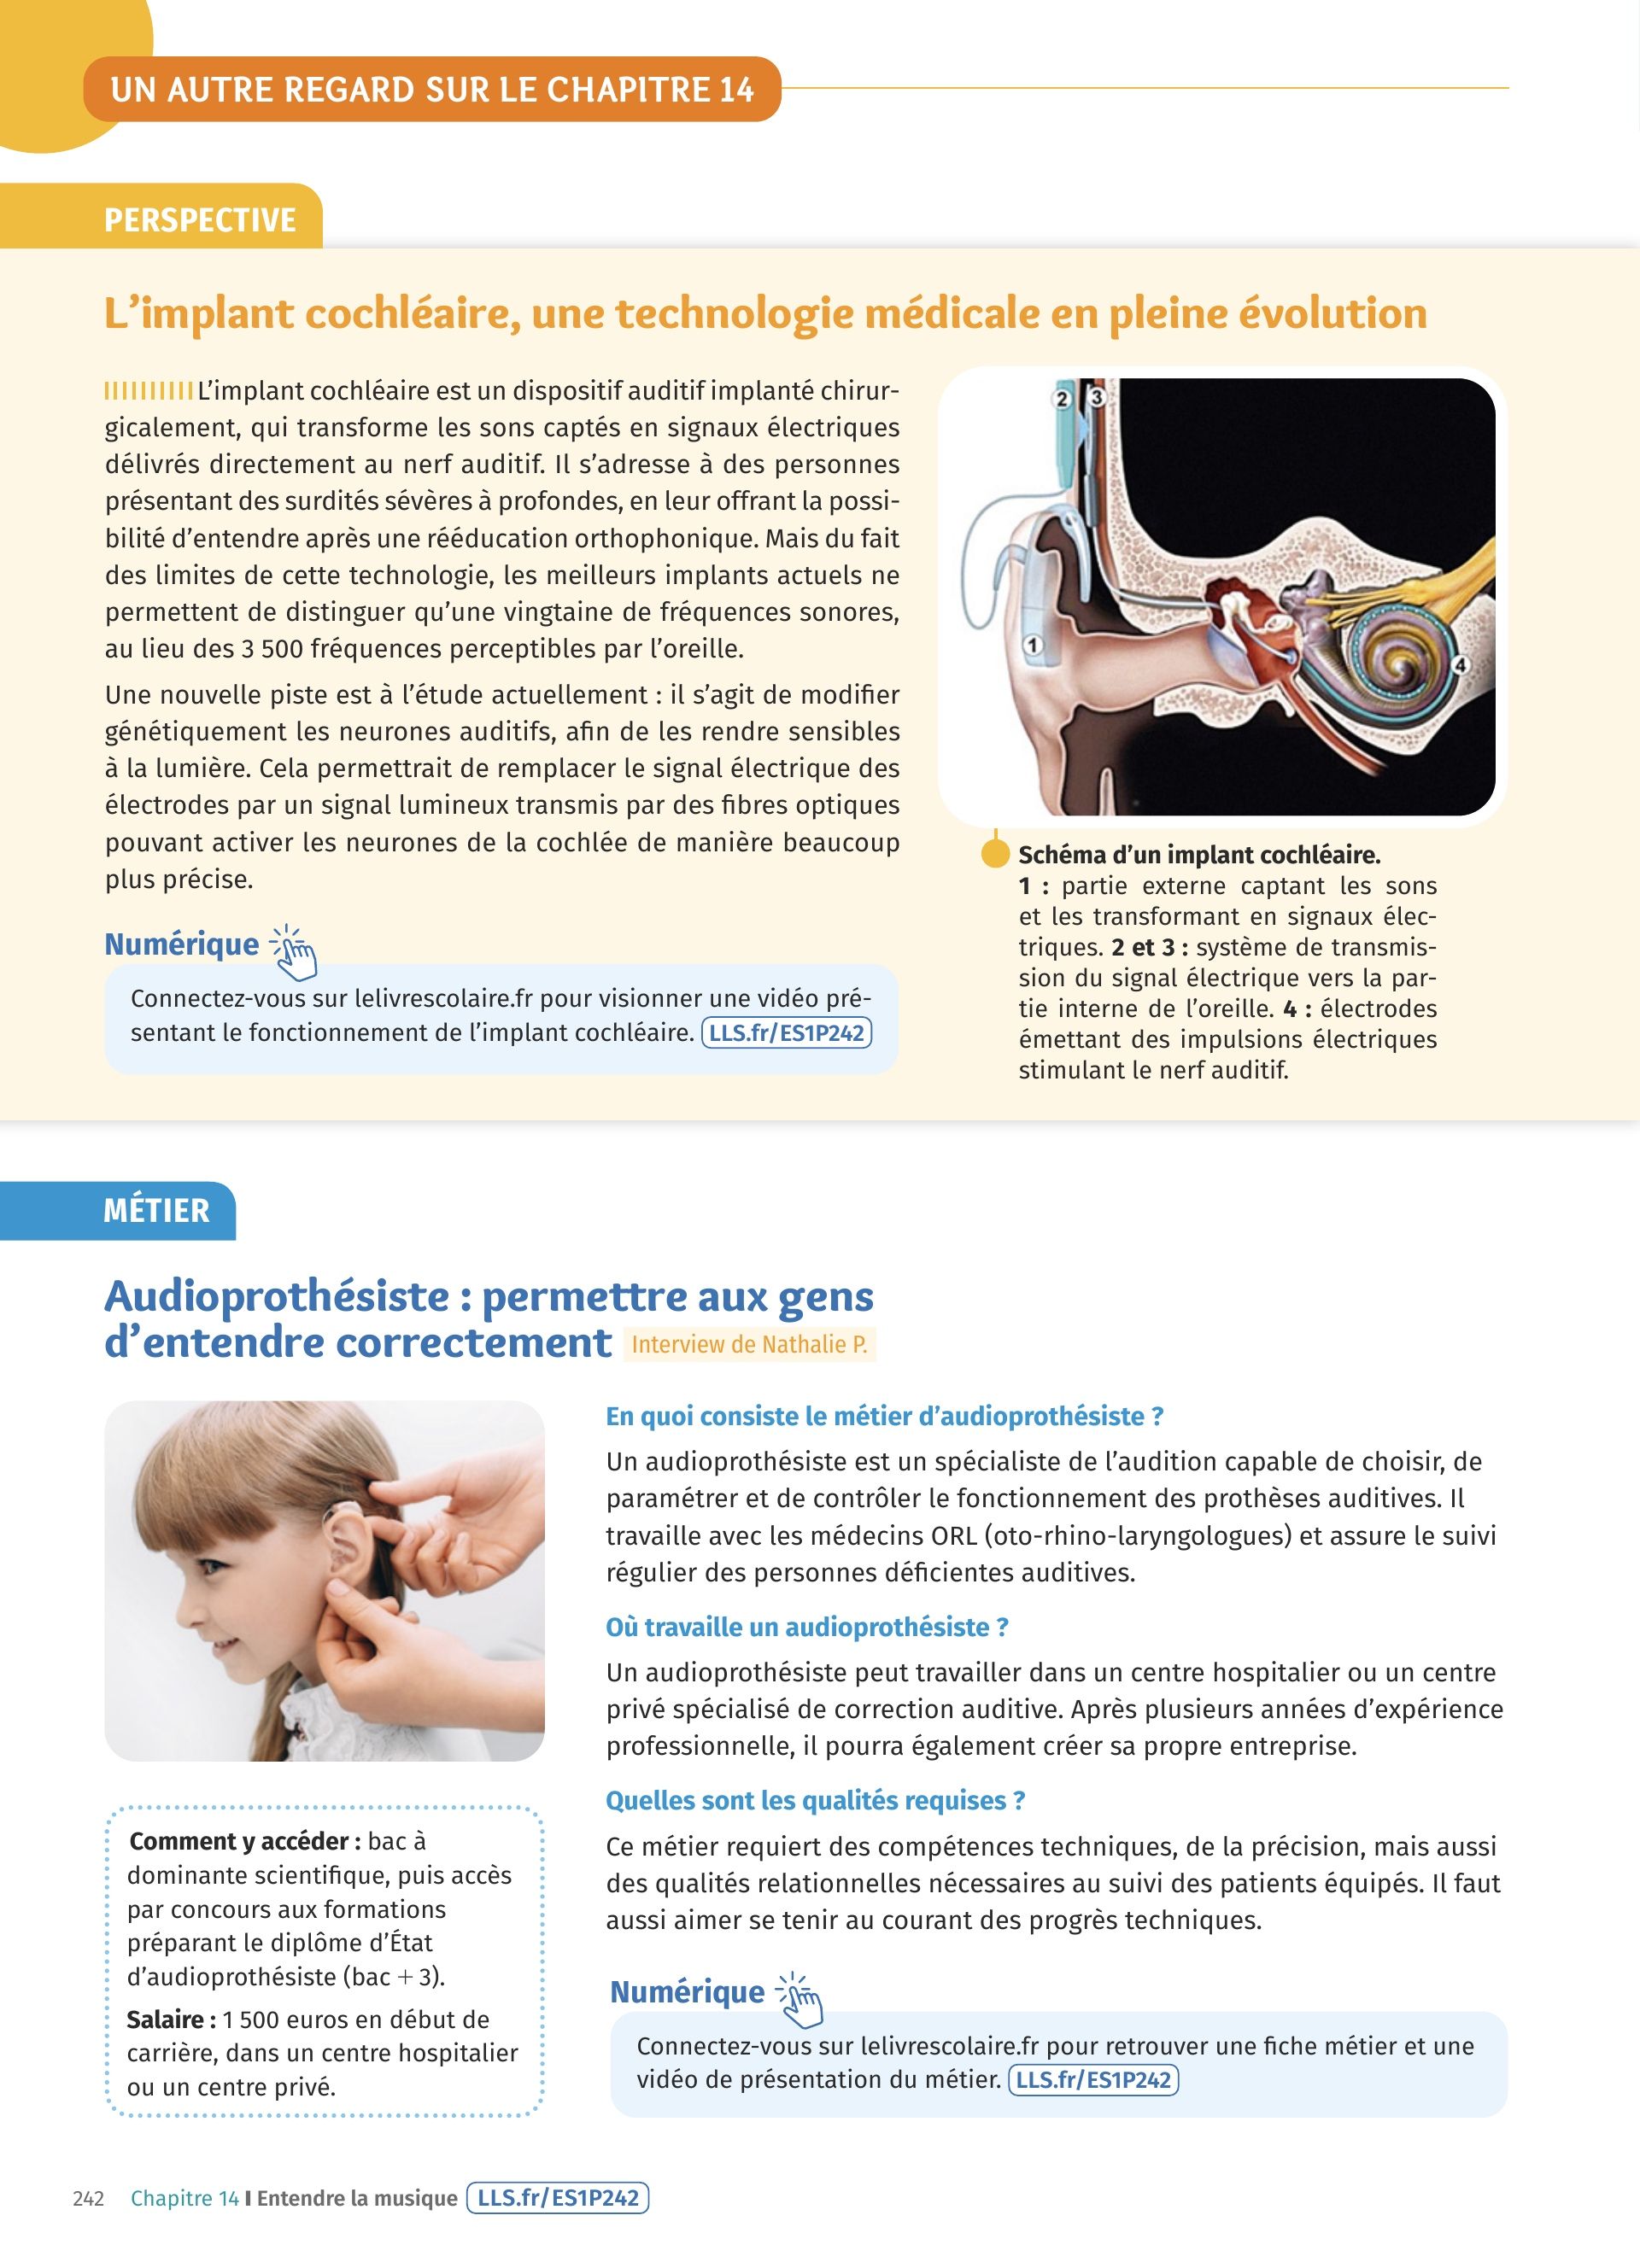 UN AUTRE REGARD SUR LE CHAPITRE 14
PERSPECTIVE
L'implant cochléaire, une technologie médicale en pleine évolution
L'implant cochléaire est un dispositif auditif implanté chirur-
gicalement, qui transforme les sons captés en signaux électriques
délivrés directement au nerf auditif. Il s'adresse à des personnes
présentant des surdités sévères à profondes, en leur offrant la possi-
bilité d'entendre après une rééducation orthophonique. Mais du fait
des limites de cette technologie, les meilleurs implants actuels ne
permettent de distinguer qu'une vingtaine de fréquences sonores,
au lieu des 3 500 fréquences perceptibles par l'oreille.
Une nouvelle piste est à l'étude actuellement : il s'agit de modifier
génétiquement les neurones auditifs, afin de les rendre sensibles
à la lumière. Cela permettrait de remplacer le signal électrique des
électrodes par un signal lumineux transmis par des fibres optiques
pouvant activer les neurones de la cochlée de manière beaucoup
plus précise.
Numérique
Connectez-vous sur lelivrescolaire.fr pour visionner une vidéo pré-
sentant le fonctionnement de l'implant cochléaire. LLS.fr/ES1P242
2 3
1
4
Schéma d'un implant cochléaire.
1 : partie externe captant les sons
et les transformant en signaux élec-
triques. 2 et 3 : système de transmis-
sion du signal électrique vers la par-
tie interne de l'oreille. 4 : électrodes
émettant des impulsions électriques
stimulant le nerf auditif.
MÉTIER
Audioprothésiste : permettre aux gens
d'entendre correctement Interview de Nathalie P.
Comment y accéder : bac à
dominante scientifique, puis accès
par concours aux formations
préparant le diplôme d'État
d'audioprothésiste (bac + 3).
Salaire : 1 500 euros en début de
carrière, dans un centre hospitalier
ou un centre privé.
En quoi consiste le métier d'audioprothésiste ?
Un audioprothésiste est un spécialiste de l'audition capable de choisir, de
paramétrer et de contrôler le fonctionnement des prothèses auditives. Il
travaille avec les médecins ORL (oto-rhino-laryngologues) et assure le suivi
régulier des personnes déficientes auditives.
Où travaille un audioprothésiste ?
Un audioprothésiste peut travailler dans un centre hospitalier ou un centre
privé spécialisé de correction auditive. Après plusieurs années d'expérience
professionnelle, il pourra également créer sa propre entreprise.
Quelles sont les qualités requises ?
Ce métier requiert des compétences techniques, de la précision, mais aussi
des qualités relationnelles nécessaires au suivi des patients équipés. Il faut
aussi aimer se tenir au courant des progrès techniques.
Numérique
Connectez-vous sur lelivrescolaire.fr pour retrouver une fiche métier et une
vidéo de présentation du métier. LLS.fr/ES1P242
242 Chapitre 14 I Entendre la musique LLS.fr/ES1P242